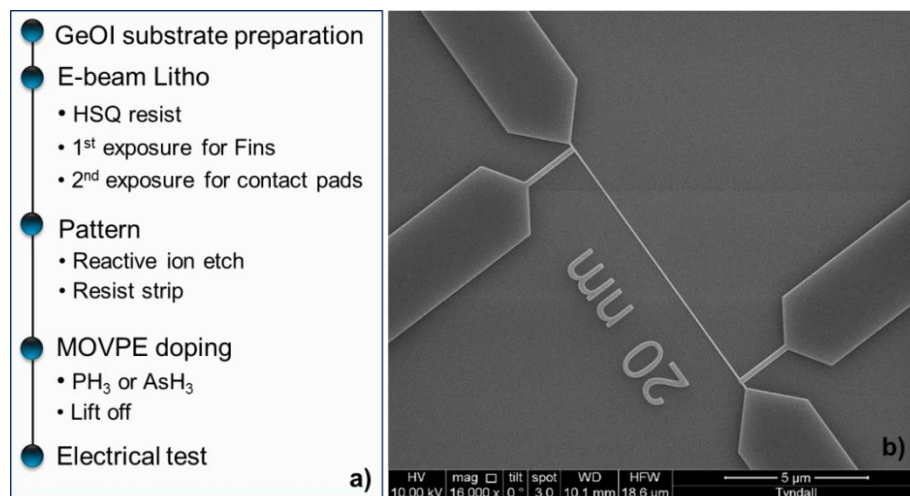 GeOI substrate preparation
E-beam Litho
• HSQ resist
• 1st exposure for Fins
• 2nd exposure for contact pads
Pattern
• Reactive ion etch
• Resist strip
MOVPE doping
• PH3 or AsH3
• Lift off
Electrical test
a)
20 nm
b)
HV mag □ tilt spot WD HFW 5 μm
10.00 kV 16 000 x 0° 3.0 10.1 mm 18.6 μm Tyndall